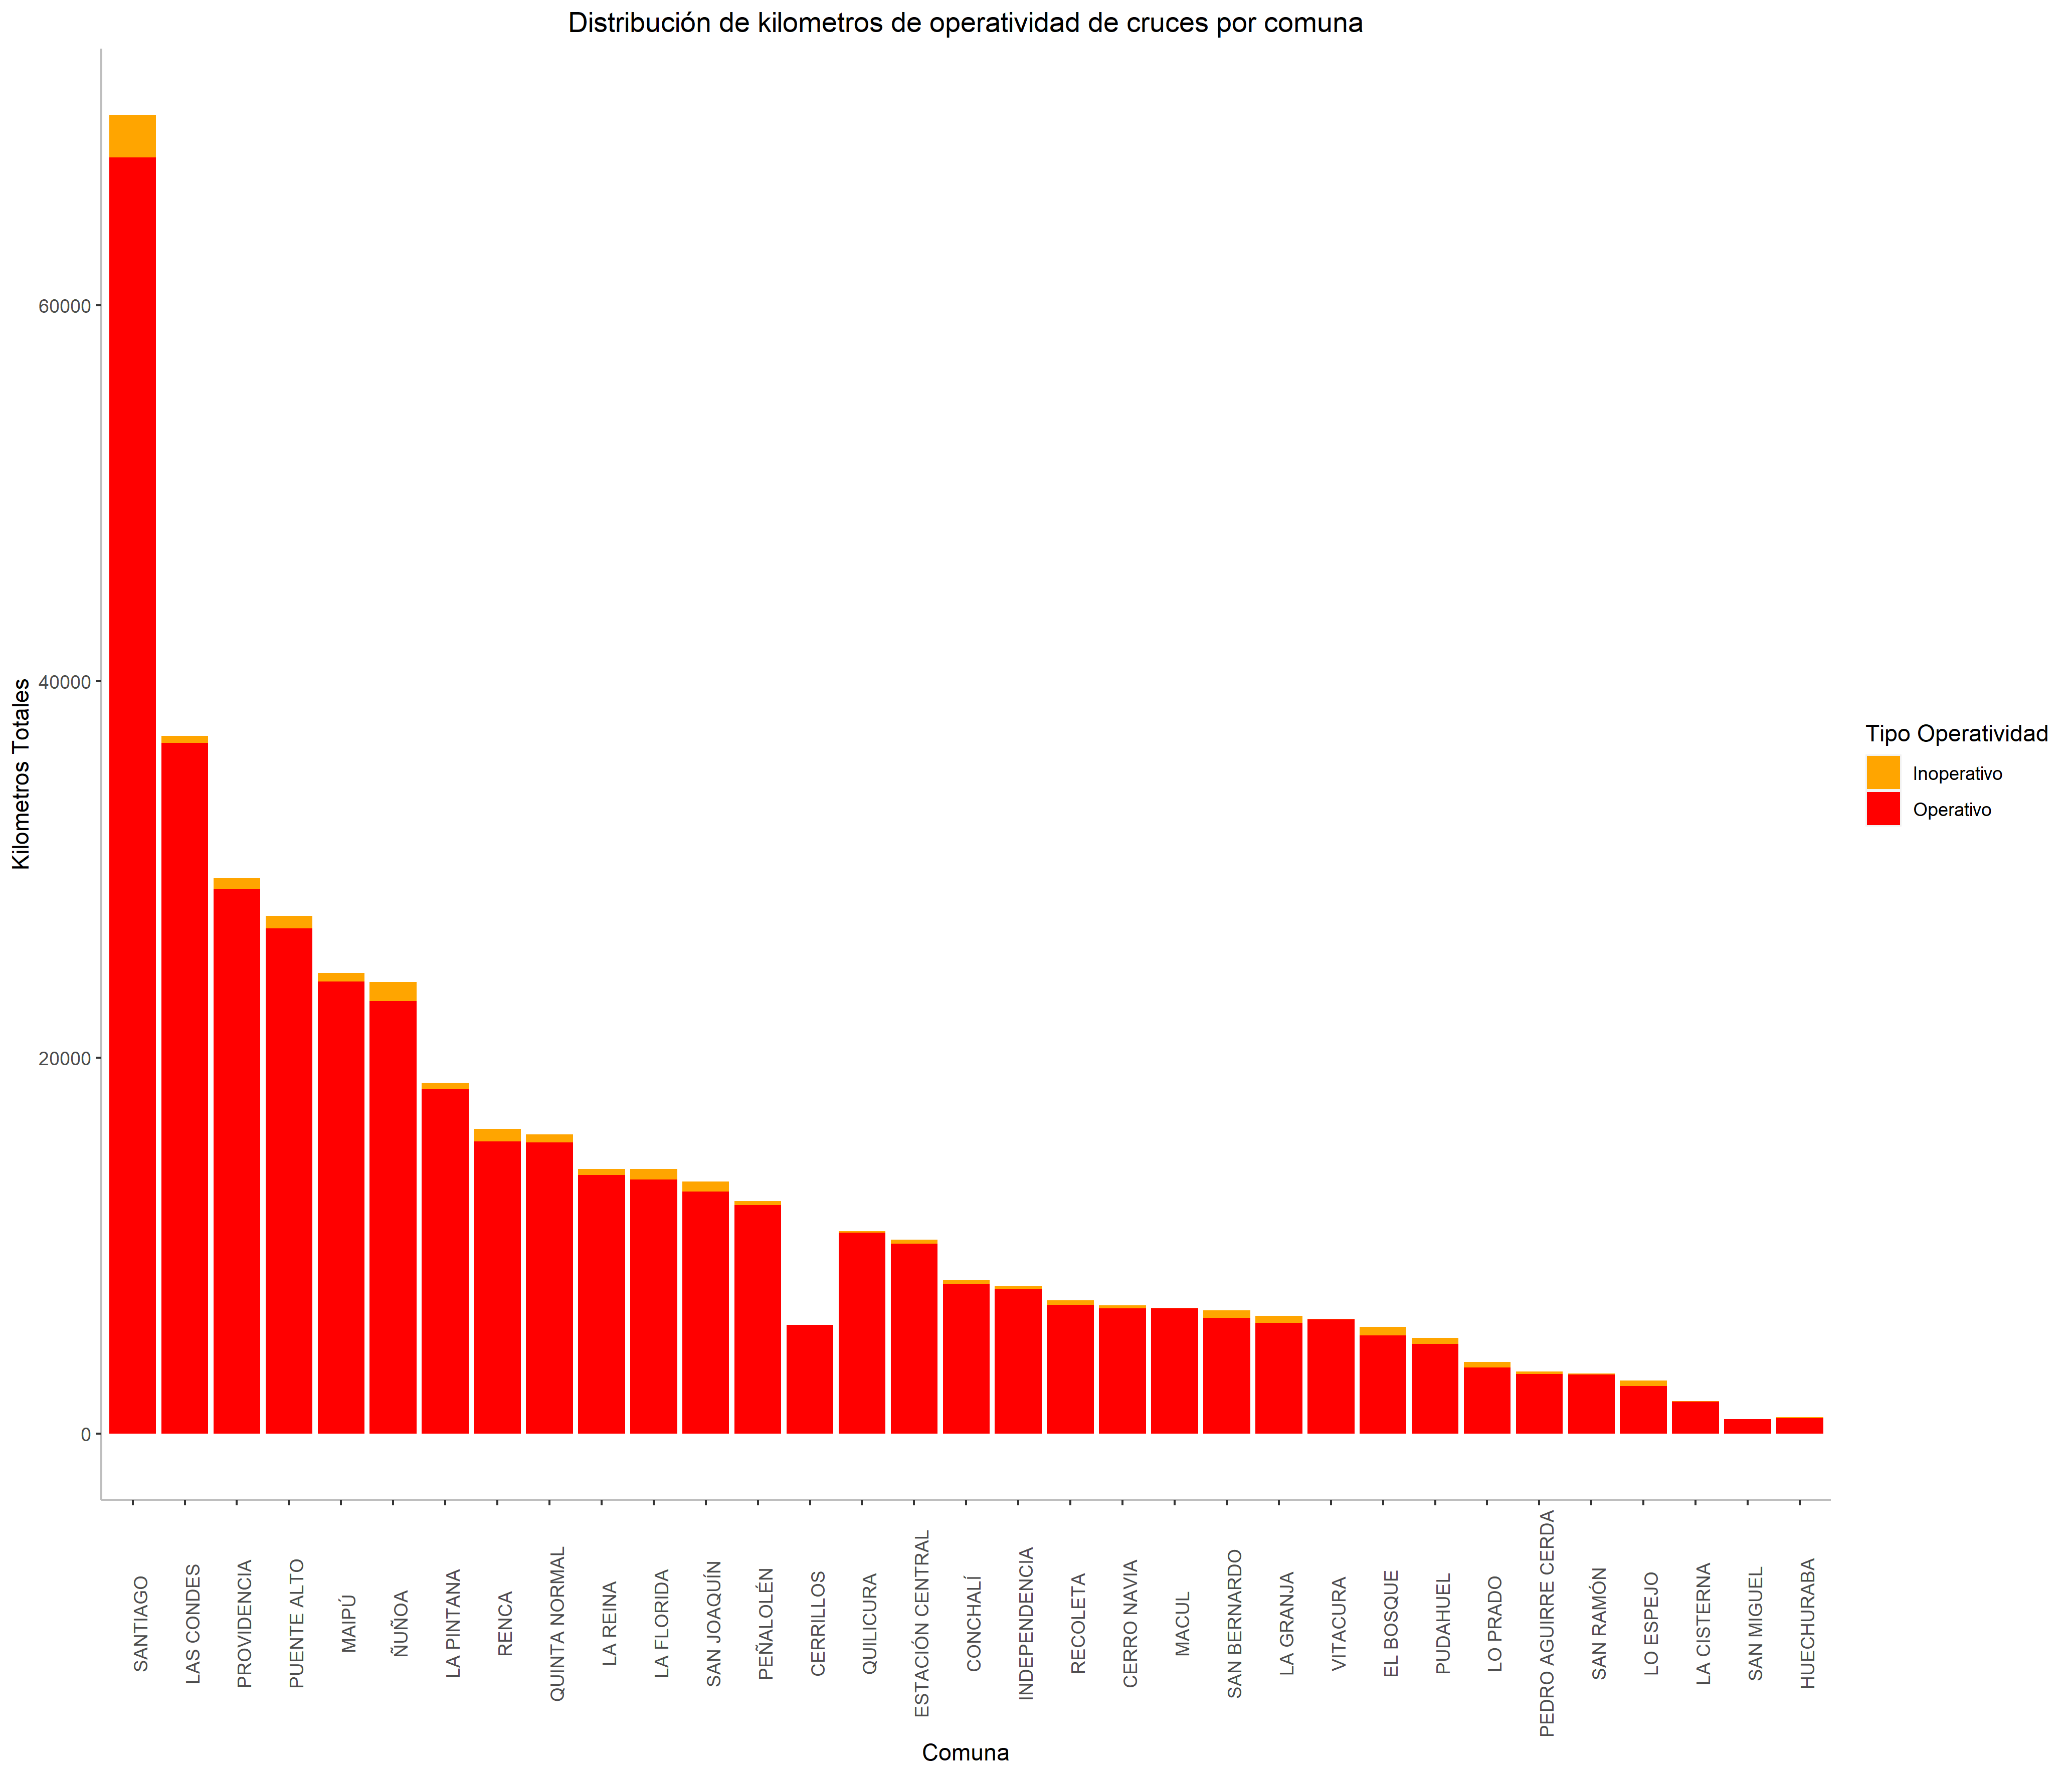 Distribución de kilometros de operatividad de cruces por comuna
Kilometros Totales
60000
40000
20000
0
SANTIAGO
LAS CONDES
PROVIDENCIA
PUENTE ALTO
MAIPÚ
ÑUÑOA
LA PINTANA
RENCA
QUINTA NORMAL
LA REINA
LA FLORIDA
SAN JOAQUÍN
PEÑALOLÉN
CERRILLOS
QUILICURA
ESTACIÓN CENTRAL
CONCHALÍ
INDEPENDENCIA
RECOLETA
CERRO NAVIA
MACUL
SAN BERNARDO
LA GRANJA
VITACURA
EL BOSQUE
PUDAHUEL
LO PRADO
PEDRO AGUIRRE CERDA
SAN RAMÓN
LO ESPEJO
LA CISTERNA
SAN MIGUEL
HUECHURABA
Comuna
Tipo Operatividad
Inoperativo
Operativo